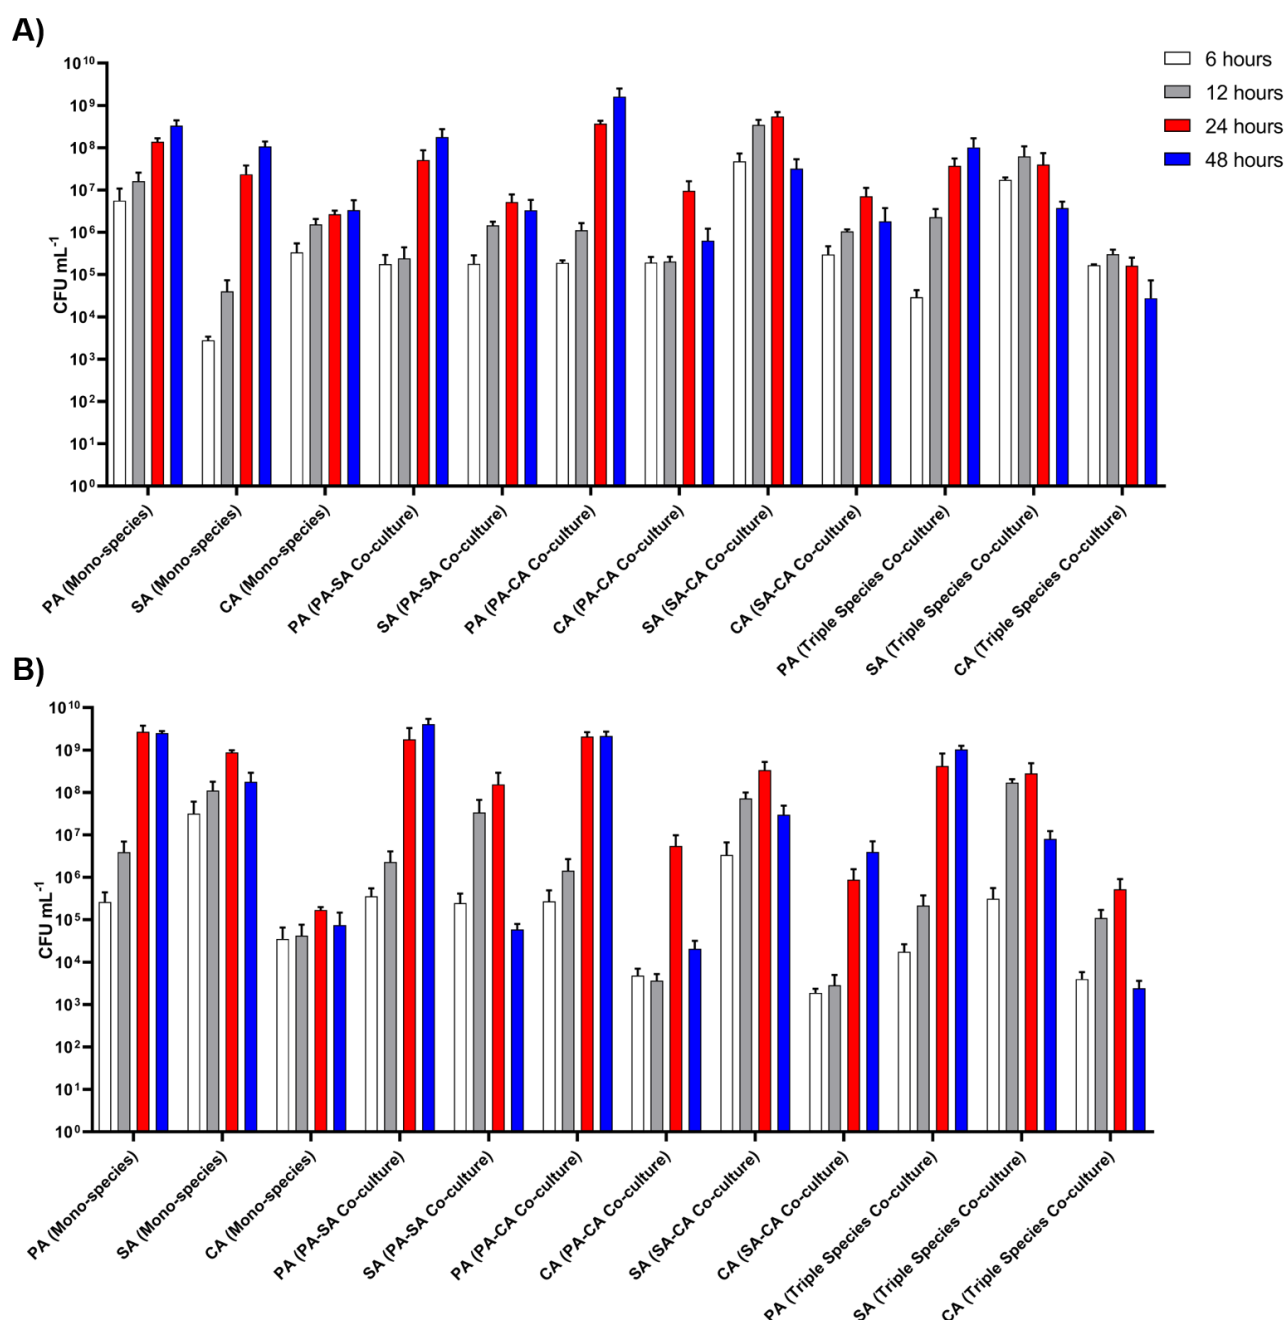 A)
6 hours
12 hours
24 hours
48 hours
CFU mL⁻¹
10¹⁰
10⁹
10⁸
10⁷
10⁶
10⁵
10⁴
10³
10²
10¹
10⁰
PA (Mono-species)
SA (Mono-species)
CA (Mono-species)
PA (PA-SA Co-culture)
SA (PA-SA Co-culture)
PA (PA-CA Co-culture)
CA (PA-CA Co-culture)
SA (SA-CA Co-culture)
CA (SA-CA Co-culture)
PA (Triple Species Co-culture)
SA (Triple Species Co-culture)
CA (Triple Species Co-culture)
B)
CFU mL⁻¹
10¹⁰
10⁹
10⁸
10⁷
10⁶
10⁵
10⁴
10³
10²
10¹
10⁰
PA (Mono-species)
SA (Mono-species)
CA (Mono-species)
PA (PA-SA Co-culture)
SA (PA-SA Co-culture)
PA (PA-CA Co-culture)
CA (PA-CA Co-culture)
SA (SA-CA Co-culture)
CA (SA-CA Co-culture)
PA (Triple Species Co-culture)
SA (Triple Species Co-culture)
CA (Triple Species Co-culture)